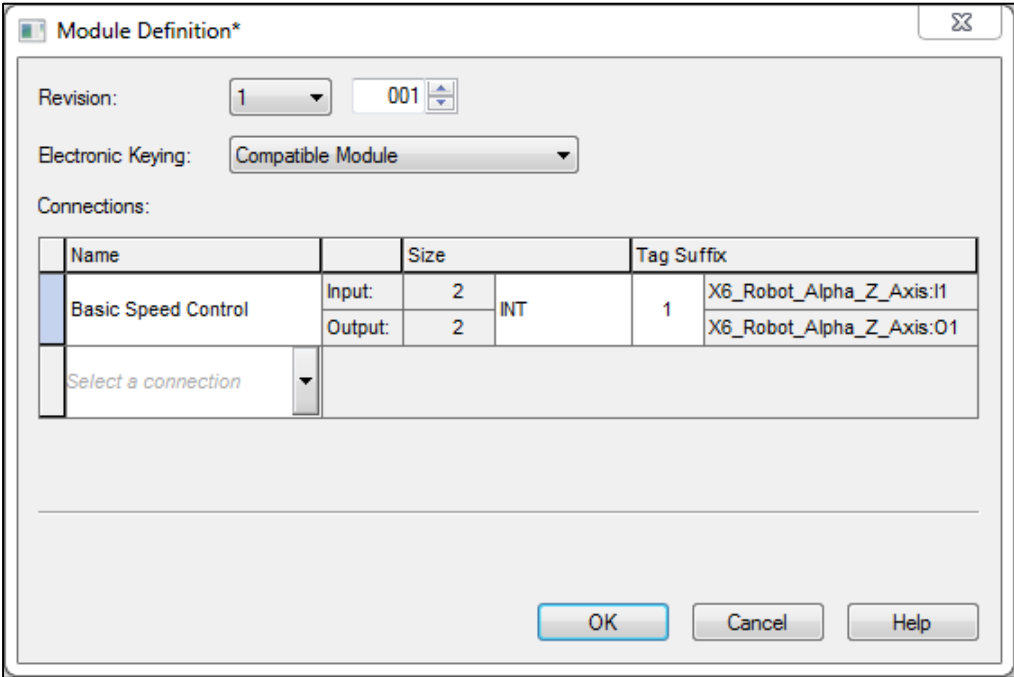 Module Definition*
Revision: 1 001
Electronic Keying: Compatible Module
Connections:
Name Size Tag Suffix
Basic Speed Control Input: 2 INT 1 X6_Robot_Alpha_Z_Axis:I1
Output: 2 X6_Robot_Alpha_Z_Axis:O1
Select a connection
OK Cancel Help